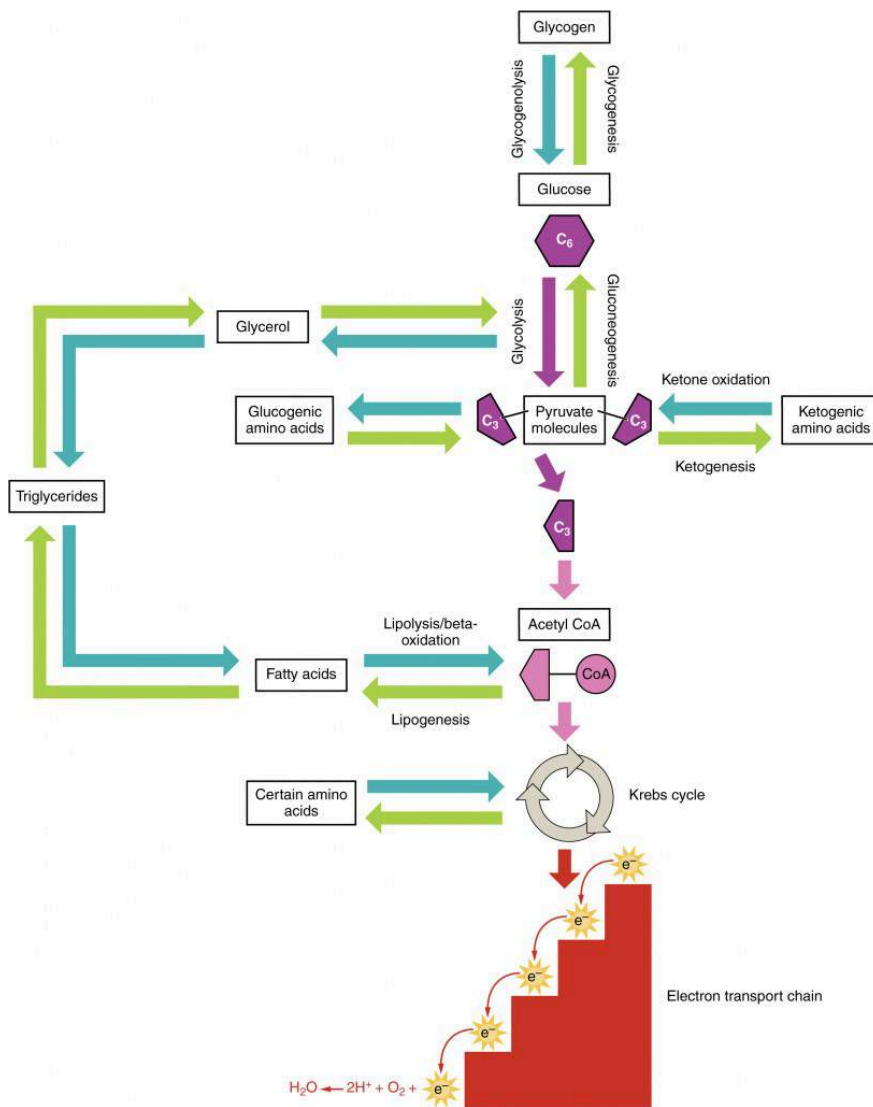 Glycogen
Glycogenolysis
Glycogenesis
Glucose
C₆
Glycerol
Glycolysis
Gluconeogenesis
Ketone oxidation
Glucogenic
amino acids
C₃
Pyruvate
molecules
C₃
Ketogenic
amino acids
Ketogenesis
Triglycerides
C₃
Lipolysis/beta-
oxidation
Acetyl CoA
Fatty acids
CoA
Lipogenesis
Certain amino
acids
Krebs cycle
e⁻
e⁻
e⁻
Electron transport chain
e⁻
H₂O ← 2H⁺ + O₂ + e⁻